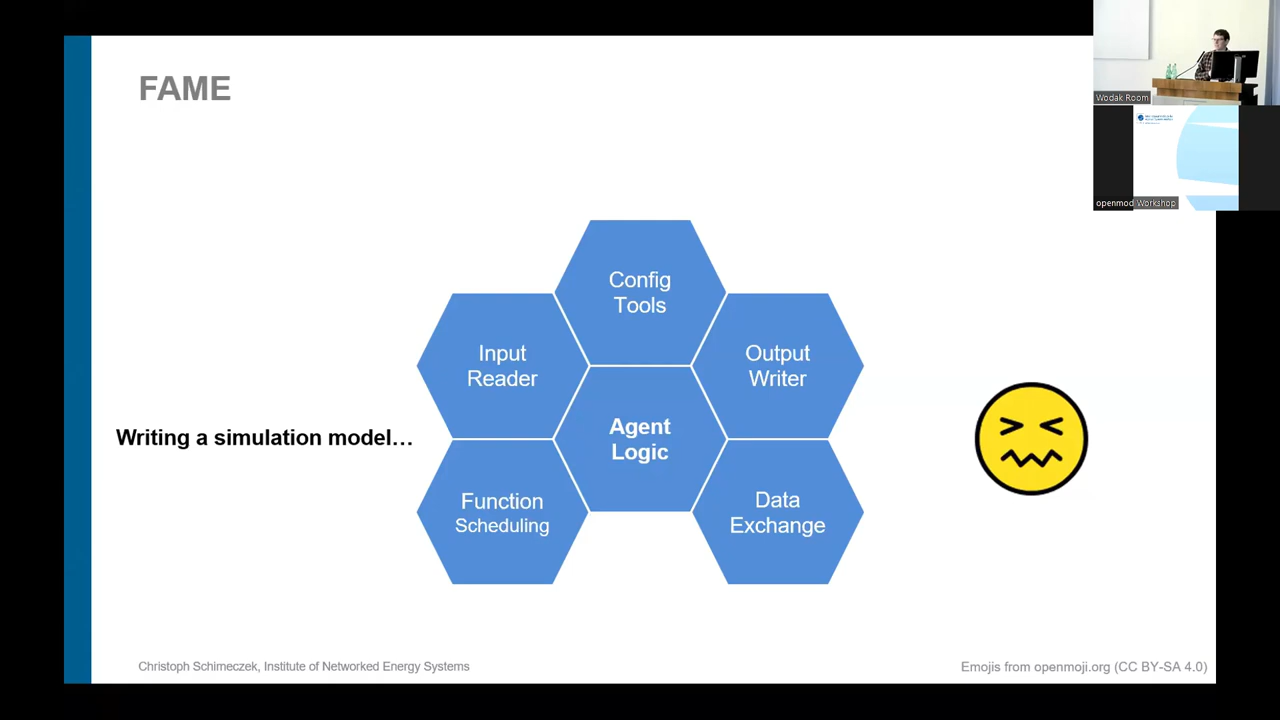 FAME
Wodak Room
openmod Workshop
Config
Tools
Input
Reader
Output
Writer
Writing a simulation model...
Agent
Logic
Function
Scheduling
Data
Exchange
Christoph Schimeczek, Institute of Networked Energy Systems
Emojis from openmoji.org (CC BY-SA 4.0)